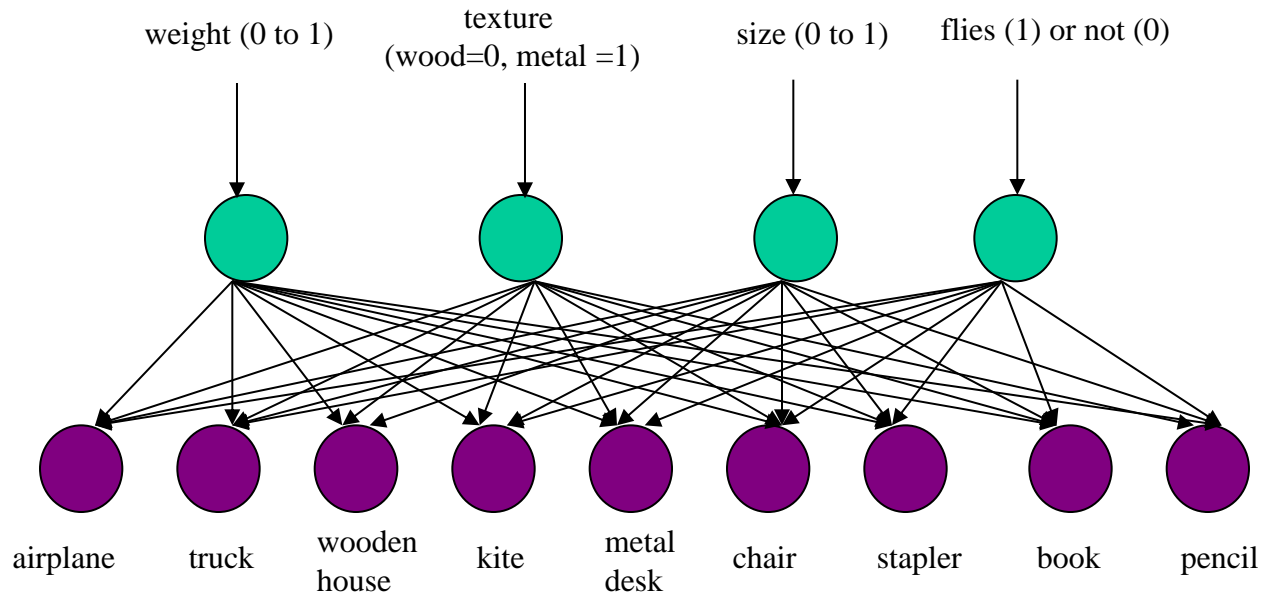 weight (0 to 1)
texture
(wood=0, metal =1)
size (0 to 1)
flies (1) or not (0)
airplane
truck
wooden
house
kite
metal
desk
chair
stapler
book
pencil